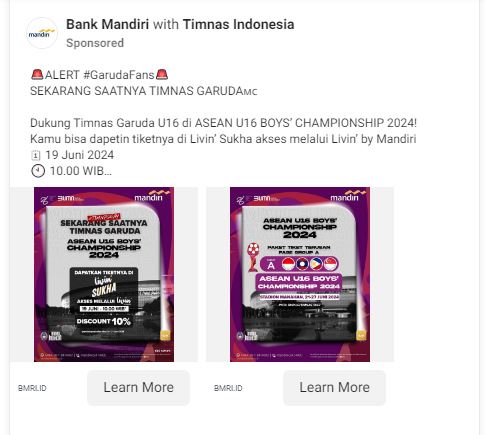 Bank Mandiri with Timnas Indonesia
mandiri
Sponsored
🚨ALERT #GarudaFans🚨
SEKARANG SAATNYA TIMNAS GARUDAMC
Dukung Timnas Garuda U16 di ASEAN U16 BOYS' CHAMPIONSHIP 2024!
Kamu bisa dapetin tiketnya di Livin' Sukha akses melalui Livin' by Mandiri
🗓 19 Juni 2024
🕙 10.00 WIB...
BUMN mandiri
SEKARANG SAATNYA
TIMNAS GARUDA
ASEAN U16 BOYS'
CHAMPIONSHIP
2024
DAPATKAN TIKETNYA DI
livin'
SUKHA
AKSES MELALUI livin'
19 JUNI - 10.00 WIB
DISCOUNT 10%
BUMN mandiri
ASEAN U16 BOYS'
CHAMPIONSHIP
2024
PAKET TIKET TERUSAN
FASE GROUP A
A
ASEAN U16 BOYS'
CHAMPIONSHIP 2024
STADION MANAHAN, 21-27 JUNI 2024
BMRI.ID
Learn More
BMRI.ID
Learn More